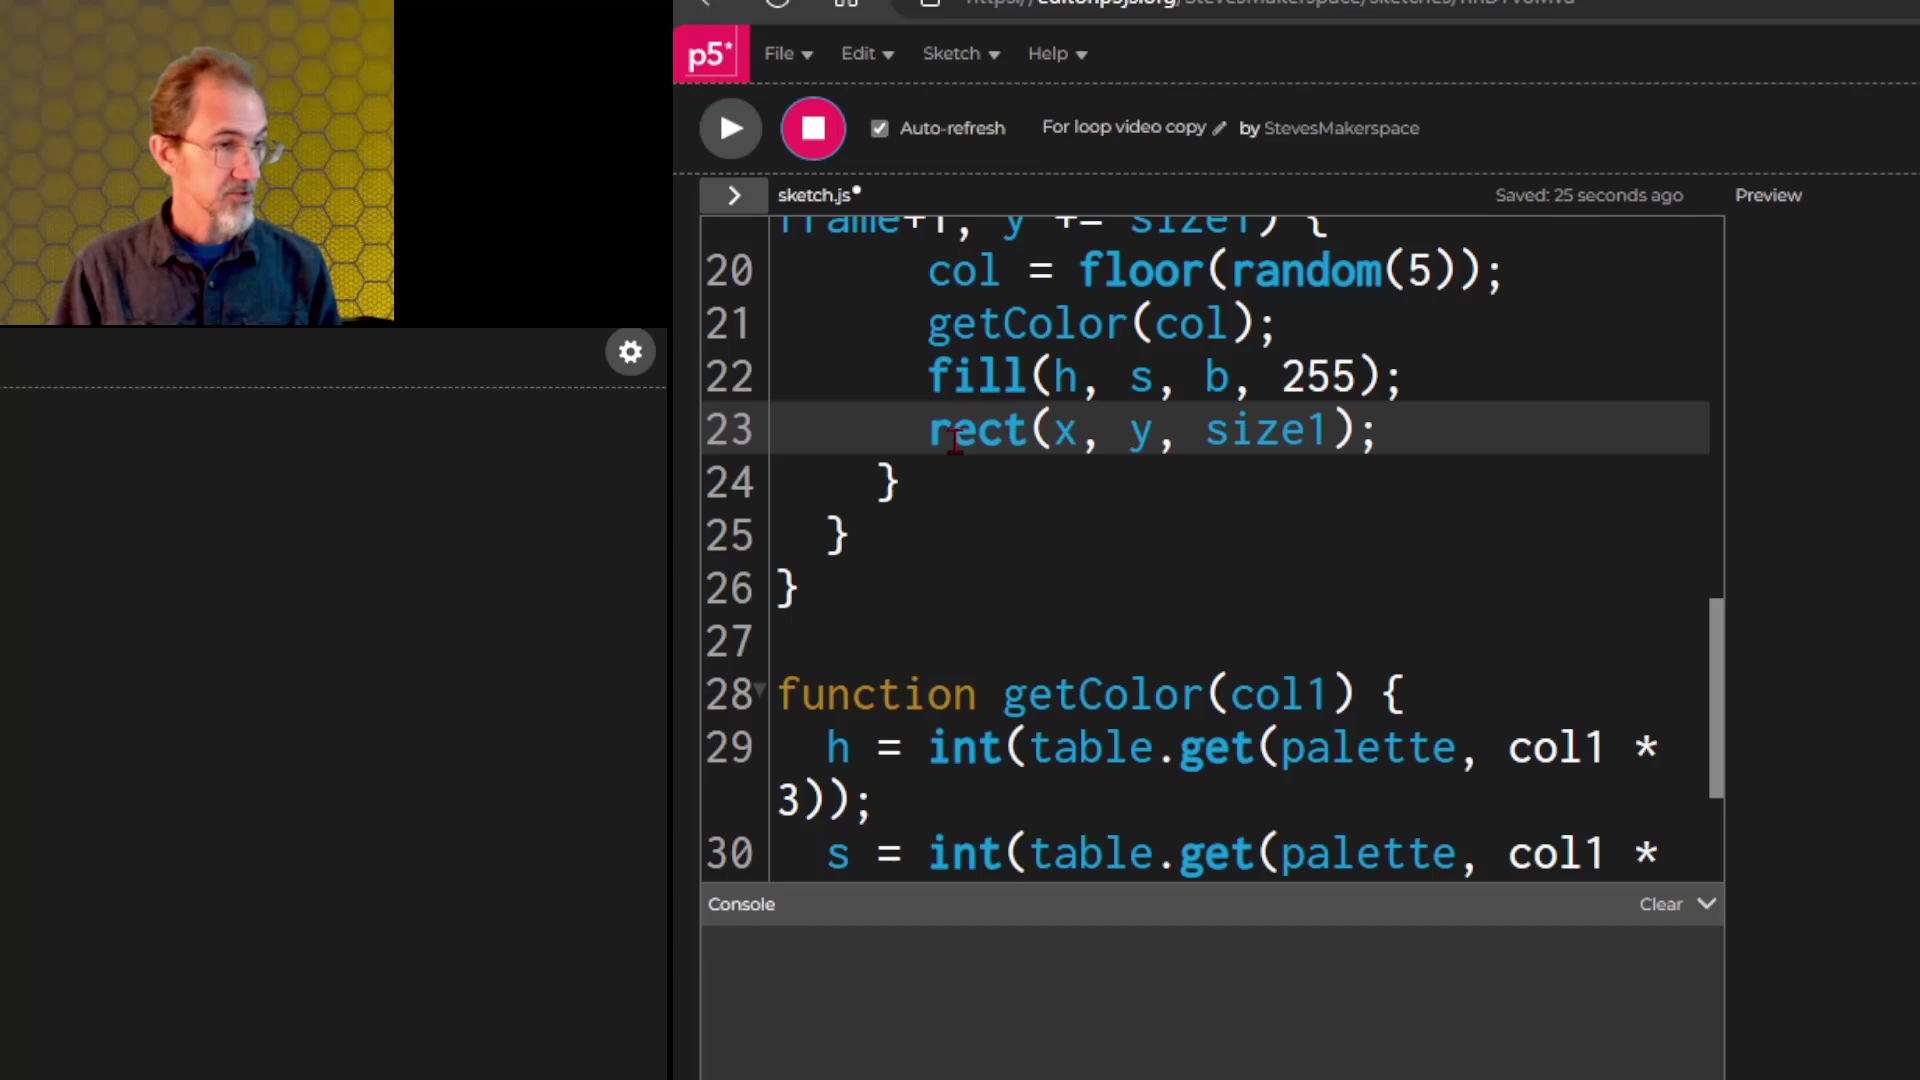 p5* File Edit Sketch Help
Auto-refresh For loop video copy by StevesMakerspace
sketch.js Saved: 25 seconds ago Preview
frame+1, y += size1) {
20 col = floor(random(5));
21 getColor(col);
22 fill(h, s, b, 255);
23 rect(x, y, size1);
24 }
25 }
26 }
27
28 function getColor(col1) {
29 h = int(table.get(palette, col1 *
3));
30 s = int(table.get(palette, col1 *
Console Clear